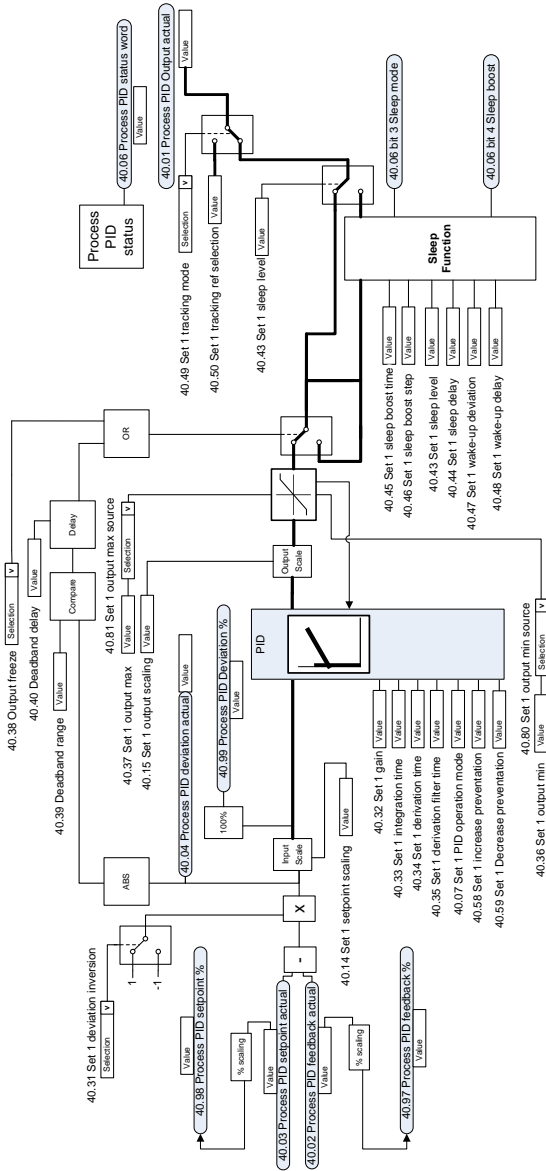 40.31 Set 1 deviation inversion
Selection
v
1
-1
40.98 Process PID setpoint %
Value
% scaling
Value
40.03 Process PID setpoint actual
40.02 Process PID feedback actual
Value
% scaling
40.97 Process PID feedback %
Value
-
X
ABS
40.04 Process PID deviation actual
Value
Input
Scale
40.14 Set 1 setpoint scaling
Value
100%
40.99 Process PID Deviation %
Value
40.38 Output freeze
Selection
v
40.40 Deadband delay
Value
40.39 Deadband range
Value
Compare
Delay
OR
40.81 Set 1 output max source
40.37 Set 1 output max
Value
Selection
v
40.15 Set 1 output scaling
Value
PID
Output
Scale
40.32 Set 1 gain
Value
40.33 Set 1 integration time
Value
40.34 Set 1 derivation time
Value
40.35 Set 1 derivation filter time
Value
40.07 Set 1 PID operation mode
Value
40.58 Set 1 increase preventation
Value
40.59 Set 1 Decrease preventation
Value
40.80 Set 1 output min source
40.36 Set 1 output min
Value
Selection
v
Process
PID
status
40.06 Process PID status word
Value
40.01 Process PID Output actual
Value
40.49 Set 1 tracking mode
Selection
v
40.50 Set 1 tracking ref selection
Value
40.43 Set 1 sleep level
Value
Sleep
Function
40.45 Set 1 sleep boost time
Value
40.46 Set 1 sleep boost step
Value
40.43 Set 1 sleep level
Value
40.44 Set 1 sleep delay
Value
40.47 Set 1 wake-up deviation
Value
40.48 Set 1 wake-up delay
Value
40.06 bit 3 Sleep mode
40.06 bit 4 Sleep boost